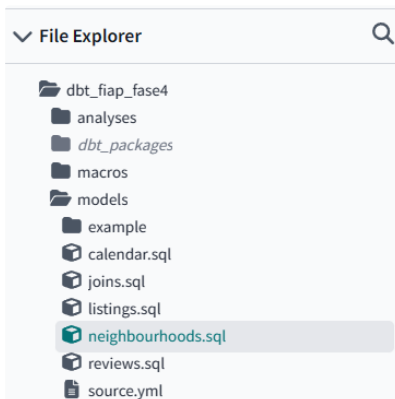 File Explorer
dbt_fiap_fase4
analyses
dbt_packages
macros
models
example
calendar.sql
joins.sql
listings.sql
neighbourhoods.sql
reviews.sql
source.yml